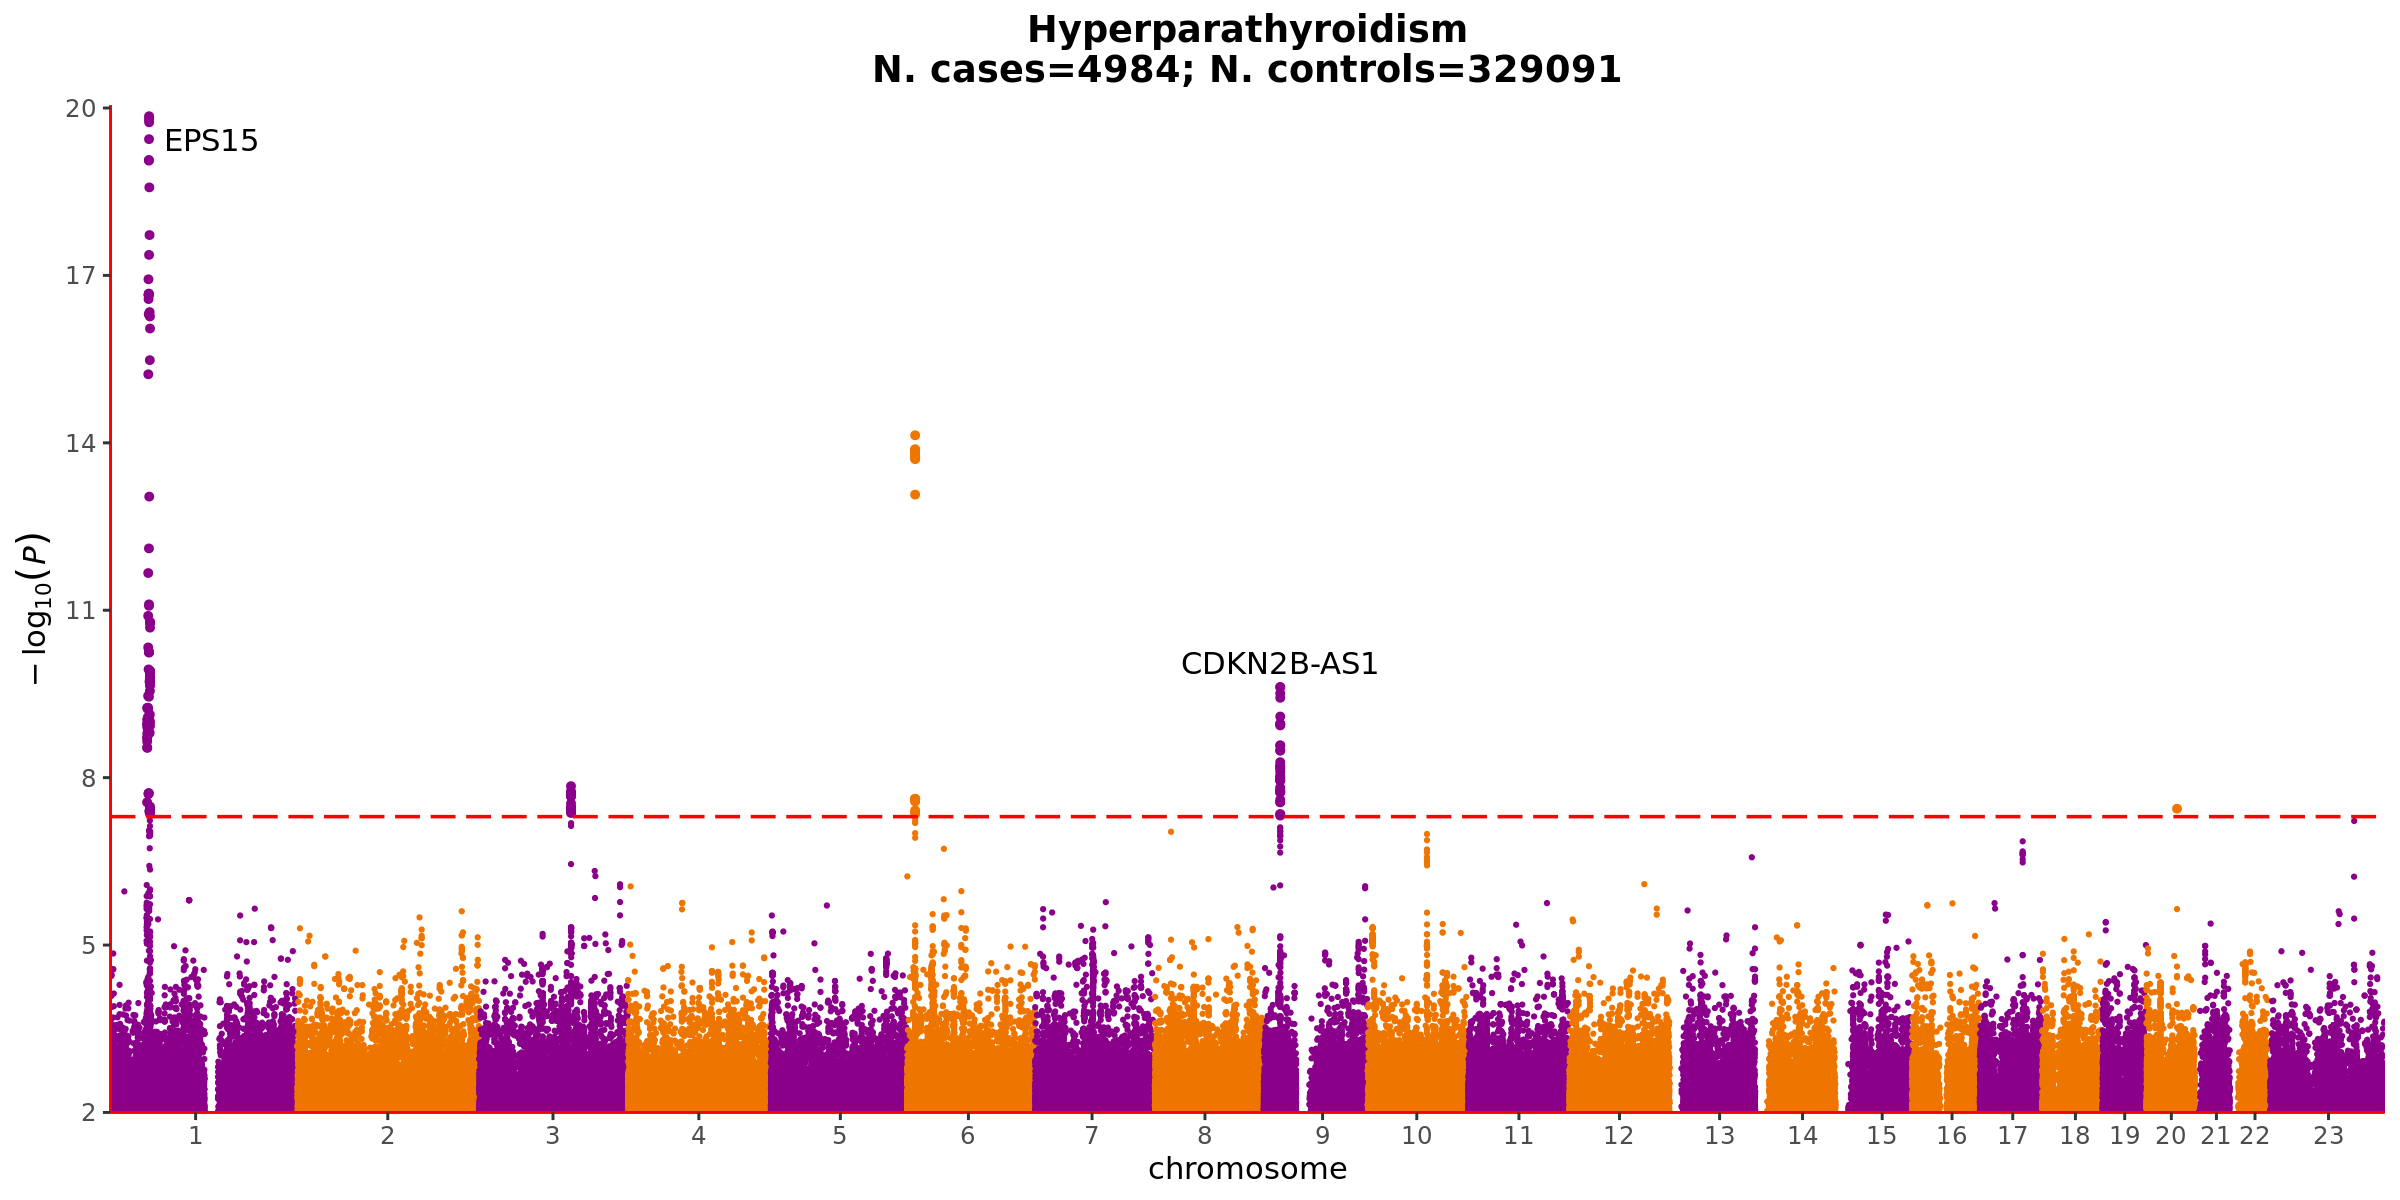 Hyperparathyroidism
N. cases=4984; N. controls=329091
20
17
14
11
8
5
2
−log₁₀(P)
EPS15
CDKN2B-AS1
1 2 3 4 5 6 7 8 9 10 11 12 13 14 15 16 17 18 19 20 21 22 23
chromosome